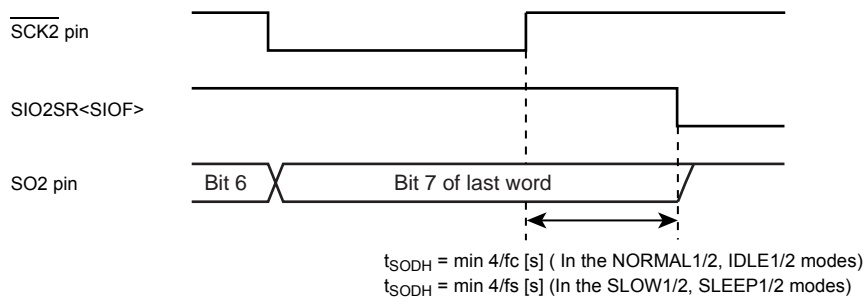 SCK2 pin
SIO2SR<SIOF>
SO2 pin
Bit 6
Bit 7 of last word
tSODH = min 4/fc [s] ( In the NORMAL1/2, IDLE1/2 modes)
tSODH = min 4/fs [s] (In the SLOW1/2, SLEEP1/2 modes)